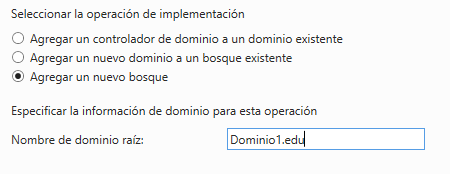 Seleccionar la operación de implementación
Agregar un controlador de dominio a un dominio existente
Agregar un nuevo dominio a un bosque existente
Agregar un nuevo bosque
Especificar la información de dominio para esta operación
Nombre de dominio raíz: Dominio1.edu